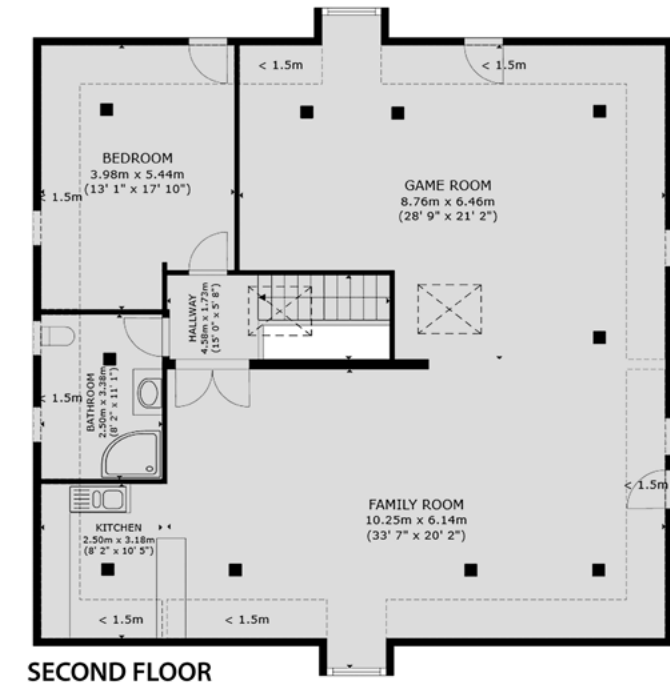 < 1.5m
< 1.5m
BEDROOM
3.98m x 5.44m
(13' 1" x 17' 10")
< 1.5m
GAME ROOM
8.76m x 6.46m
(28' 9" x 21' 2")
HALLWAY
4.58m x 1.73m
(15' 0" x 5' 8")
BATHROOM
2.50m x 3.38m
(8' 2" x 11' 1")
< 1.5m
FAMILY ROOM
10.25m x 6.14m
(33' 7" x 20' 2")
< 1.5m
KITCHEN
2.50m x 3.18m
(8' 2" x 10' 5")
< 1.5m
< 1.5m
SECOND FLOOR